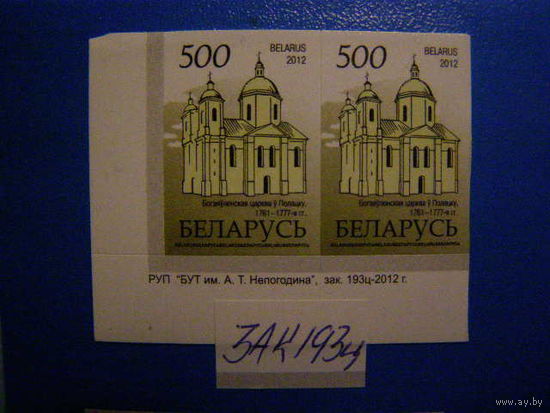 500 BELARUS
2012
Богаяўленская царква ў Полацку,
1761-1777-я гг.
БЕЛАРУСЬ
500 BELARUS
2012
Богаяўленская царква ў Полацку,
1761-1777-я гг.
БЕЛАРУСЬ
РУП "БУТ им. А. Т. Непогодина", зак. 193ц-2012 г.
ЗАК 193ц
www.ay.by